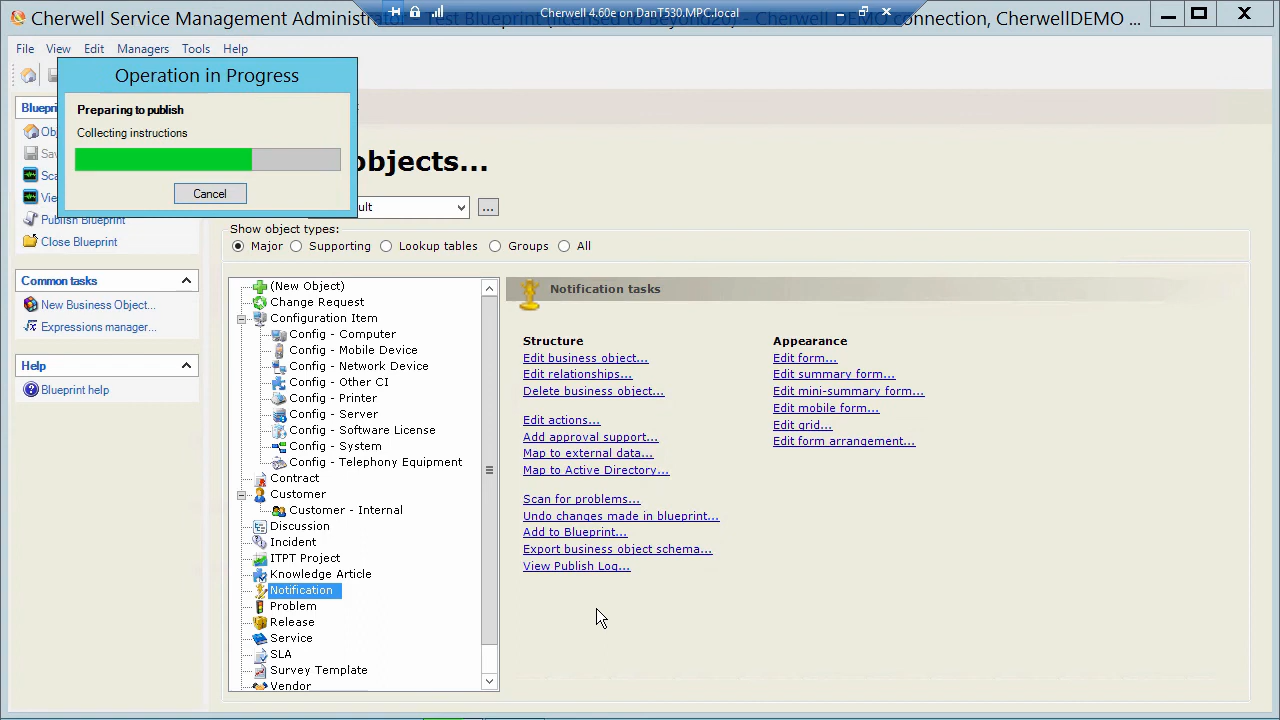 Cherwell 4.60e on DanT530.MPC.local
Cherwell Service Management Administrator
Test Blueprint
DEMO connection, CherwellDEMO ...
File View Edit Managers Tools Help
Operation in Progress
Preparing to publish
Collecting instructions
Cancel
Blueprint
Publish Blueprint
Close Blueprint
Common tasks
New Business Object...
Expressions manager...
Help
Blueprint help
objects...
ult
...
Show object types:
Major Supporting Lookup tables Groups All
(New Object)
Change Request
Configuration Item
Config - Computer
Config - Mobile Device
Config - Network Device
Config - Other CI
Config - Printer
Config - Server
Config - Software License
Config - System
Config - Telephony Equipment
Contract
Customer
Customer - Internal
Discussion
Incident
ITPT Project
Knowledge Article
Notification
Problem
Release
Service
SLA
Survey Template
Vendor
Notification tasks
Structure
Edit business object...
Edit relationships...
Delete business object...
Edit actions...
Add approval support...
Map to external data...
Map to Active Directory...
Scan for problems...
Undo changes made in blueprint...
Add to Blueprint...
Export business object schema...
View Publish Log...
Appearance
Edit form...
Edit summary form...
Edit mini-summary form...
Edit mobile form...
Edit grid...
Edit form arrangement...